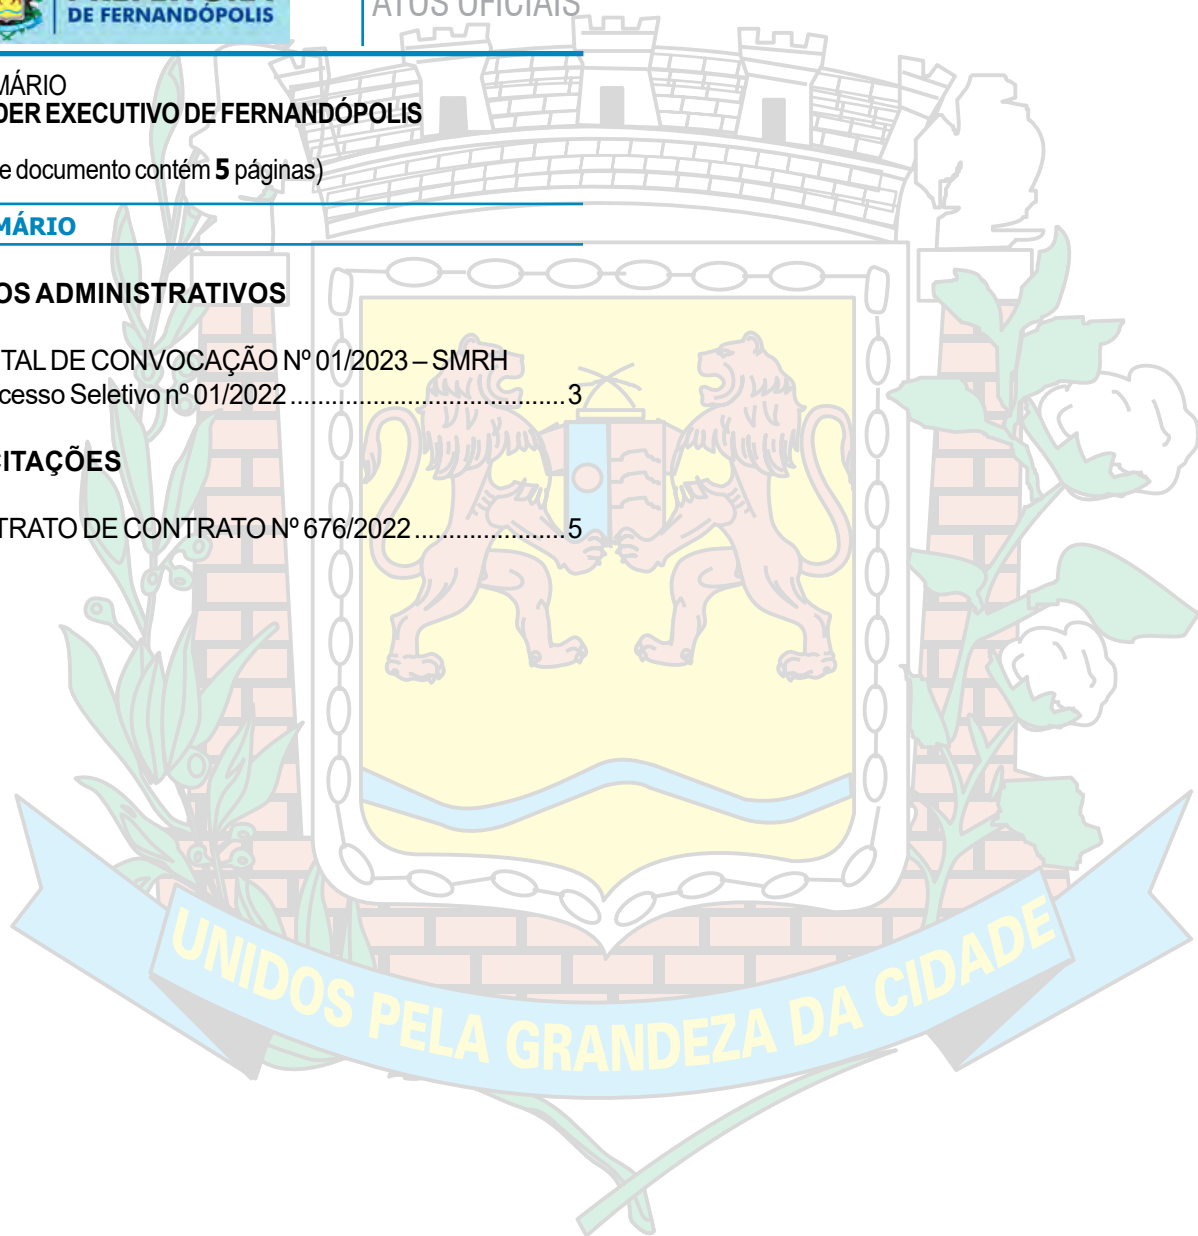 DE FERNANDÓPOLIS
ATOS OFICIAIS
MÁRIO
DER EXECUTIVO DE FERNANDÓPOLIS
e documento contém 5 páginas)
MÁRIO
OS ADMINISTRATIVOS
TAL DE CONVOCAÇÃO Nº 01/2023 – SMRH
cesso Seletivo nº 01/2022 ........................................ 3
CITAÇÕES
TRATO DE CONTRATO Nº 676/2022 ...................... 5
UNIDOS PELA GRANDEZA DA CIDADE